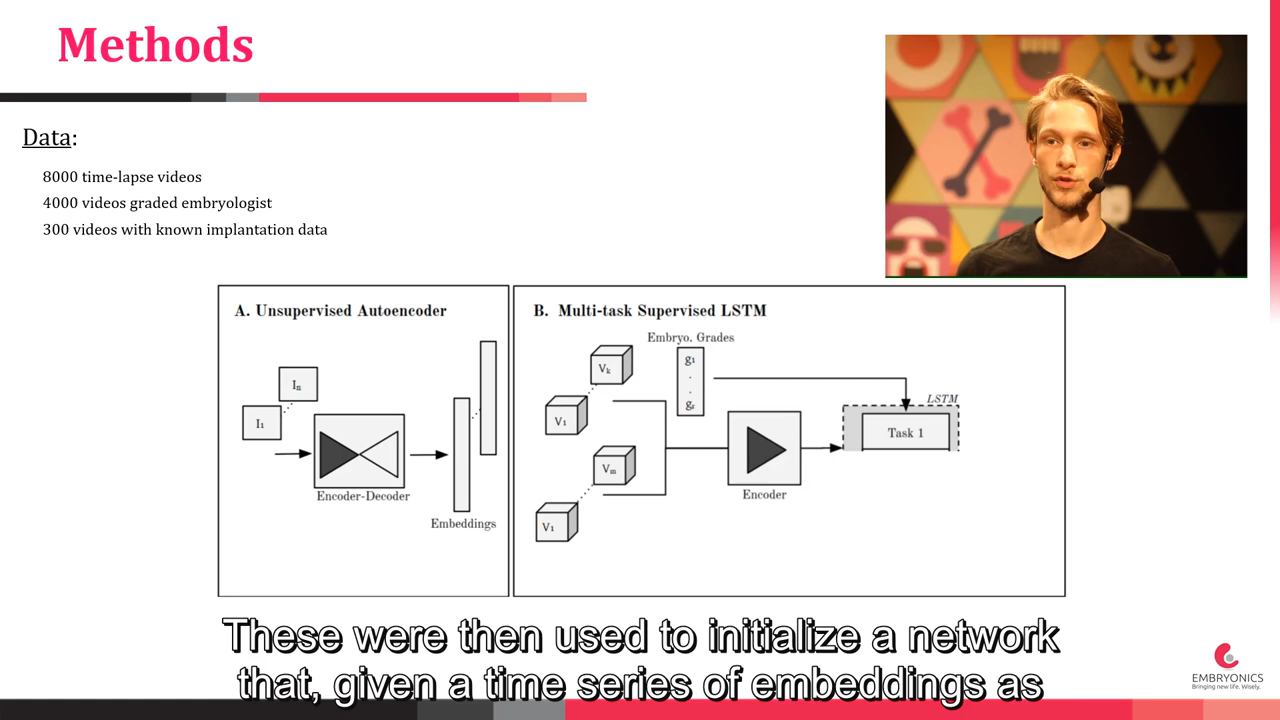 Methods
Data:
8000 time-lapse videos
4000 videos graded embryologist
300 videos with known implantation data
A. Unsupervised Autoencoder
In
I1
Encoder-Decoder
Embeddings
B. Multi-task Supervised LSTM
Embryo. Grades
Vk
V1
Vm
V1
g1
.
.
gr
Encoder
LSTM
Task 1
These were then used to initialize a network
that, given a time series of embeddings as
EMBRYONICS
Bringing new life. Wisely.